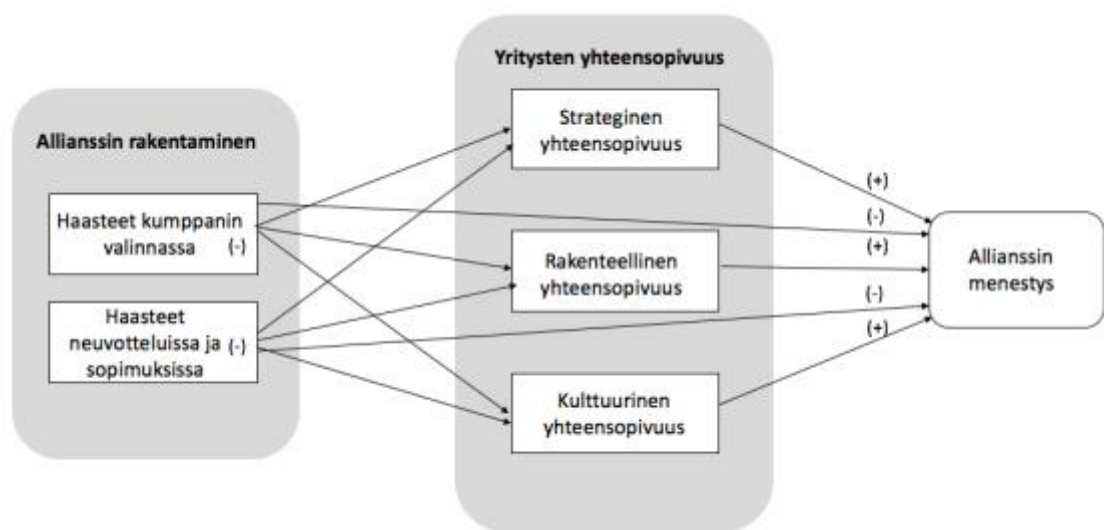 Yritysten yhteensopivuus
Allianssin rakentaminen
Strateginen
yhteensopivuus
Haasteet kumppanin
valinnassa
(-)
Rakenteellinen
yhteensopivuus
Haasteet
neuvotteluissa ja
(-)
sopimuksissa
Kulttuurinen
yhteensopivuus
(+)
(-)
(+)
(-)
(+)
Allianssin
menestys